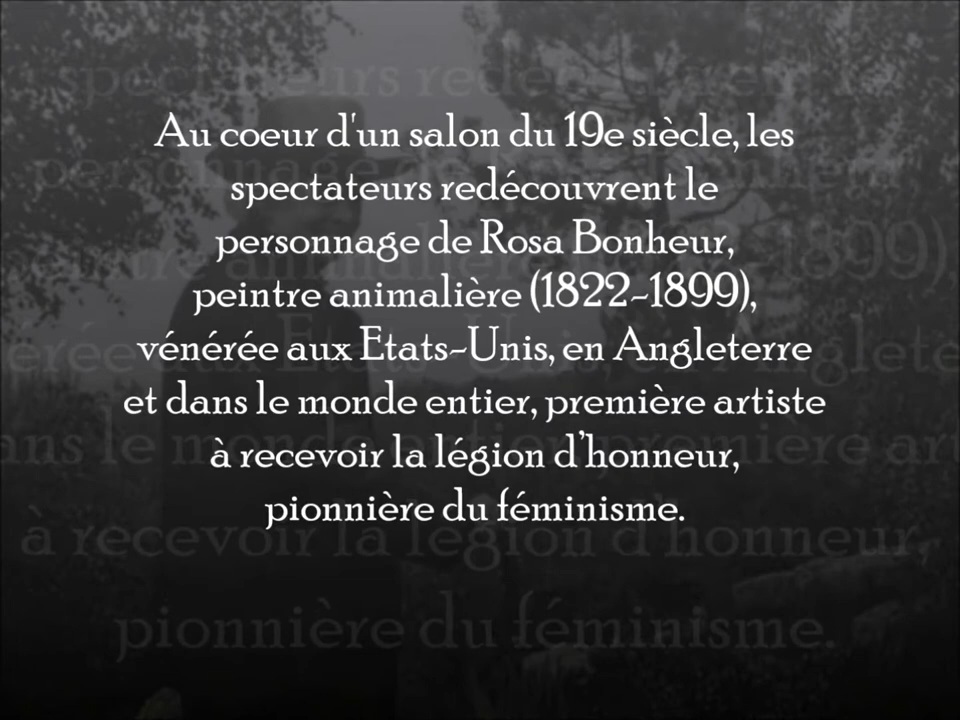 Au coeur d'un salon du 19e siècle, les
spectateurs redécouvrent le
personnage de Rosa Bonheur,
peintre animalière (1822-1899),
vénérée aux Etats-Unis, en Angleterre
et dans le monde entier, première artiste
à recevoir la légion d'honneur,
pionnière du féminisme.